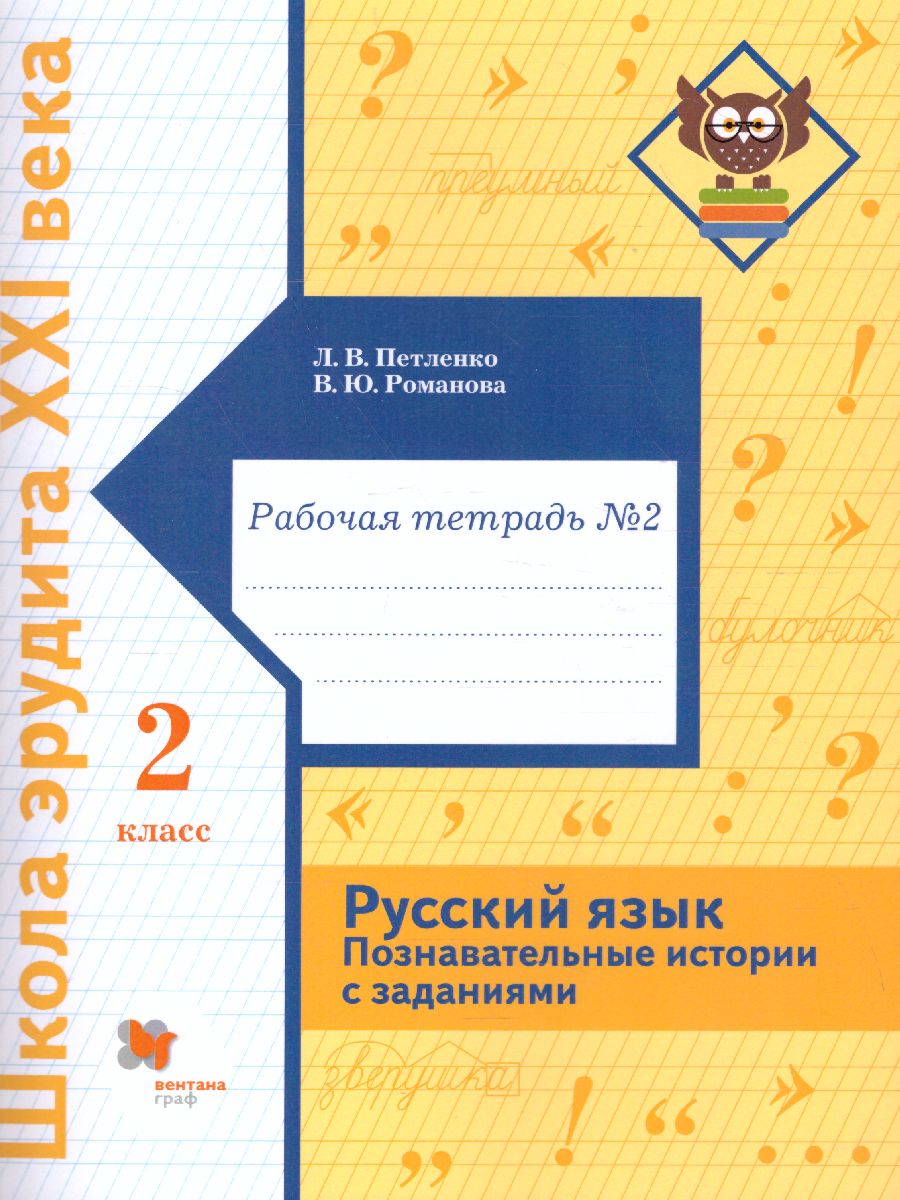 Школа эрудита XXI века
преумный
Л. В. Петленко
В. Ю. Романова
Рабочая тетрадь №2
булочник
2
класс
Русский язык
Познавательные истории
с заданиями
зверушка
вентана
граф